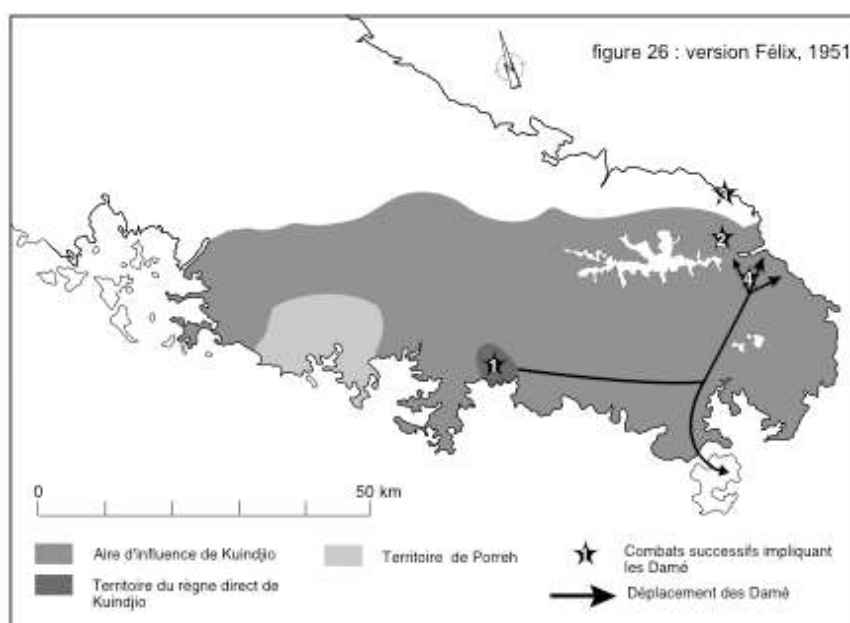 figure 26 : version Félix, 1951
N
3
2
4
1
0 50 km
Aire d'influence de Kuindjio
Territoire du règne direct de
Kuindjio
Territoire de Porreh
1
Combats successifs impliquant
les Damé
Déplacement des Damé